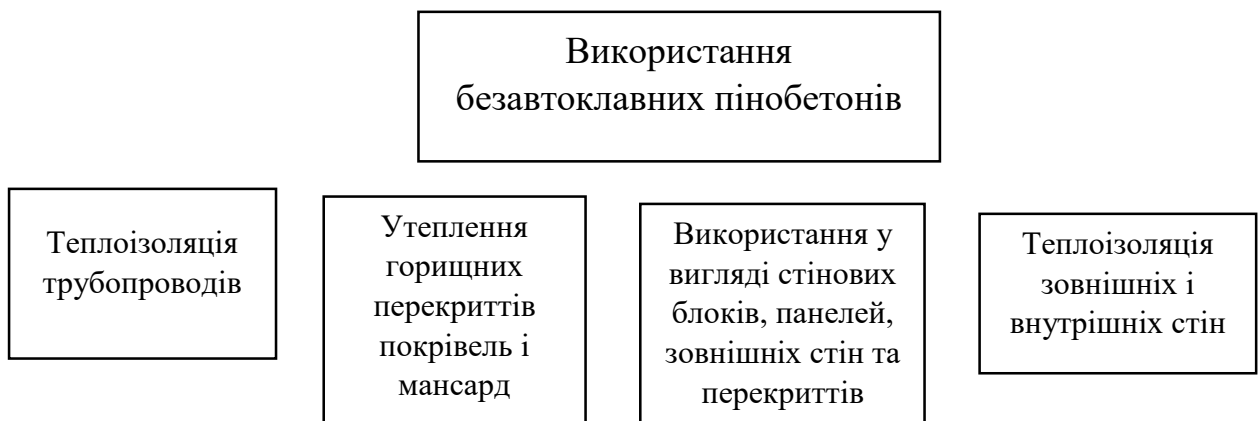 Використання
безавтоклавних пінобетонів
Теплоізоляція
трубопроводів
Утеплення
горищних
перекриттів
покрівель і
мансард
Використання у
вигляді стінових
блоків, панелей,
зовнішніх стін та
перекриттів
Теплоізоляція
зовнішніх і
внутрішніх стін